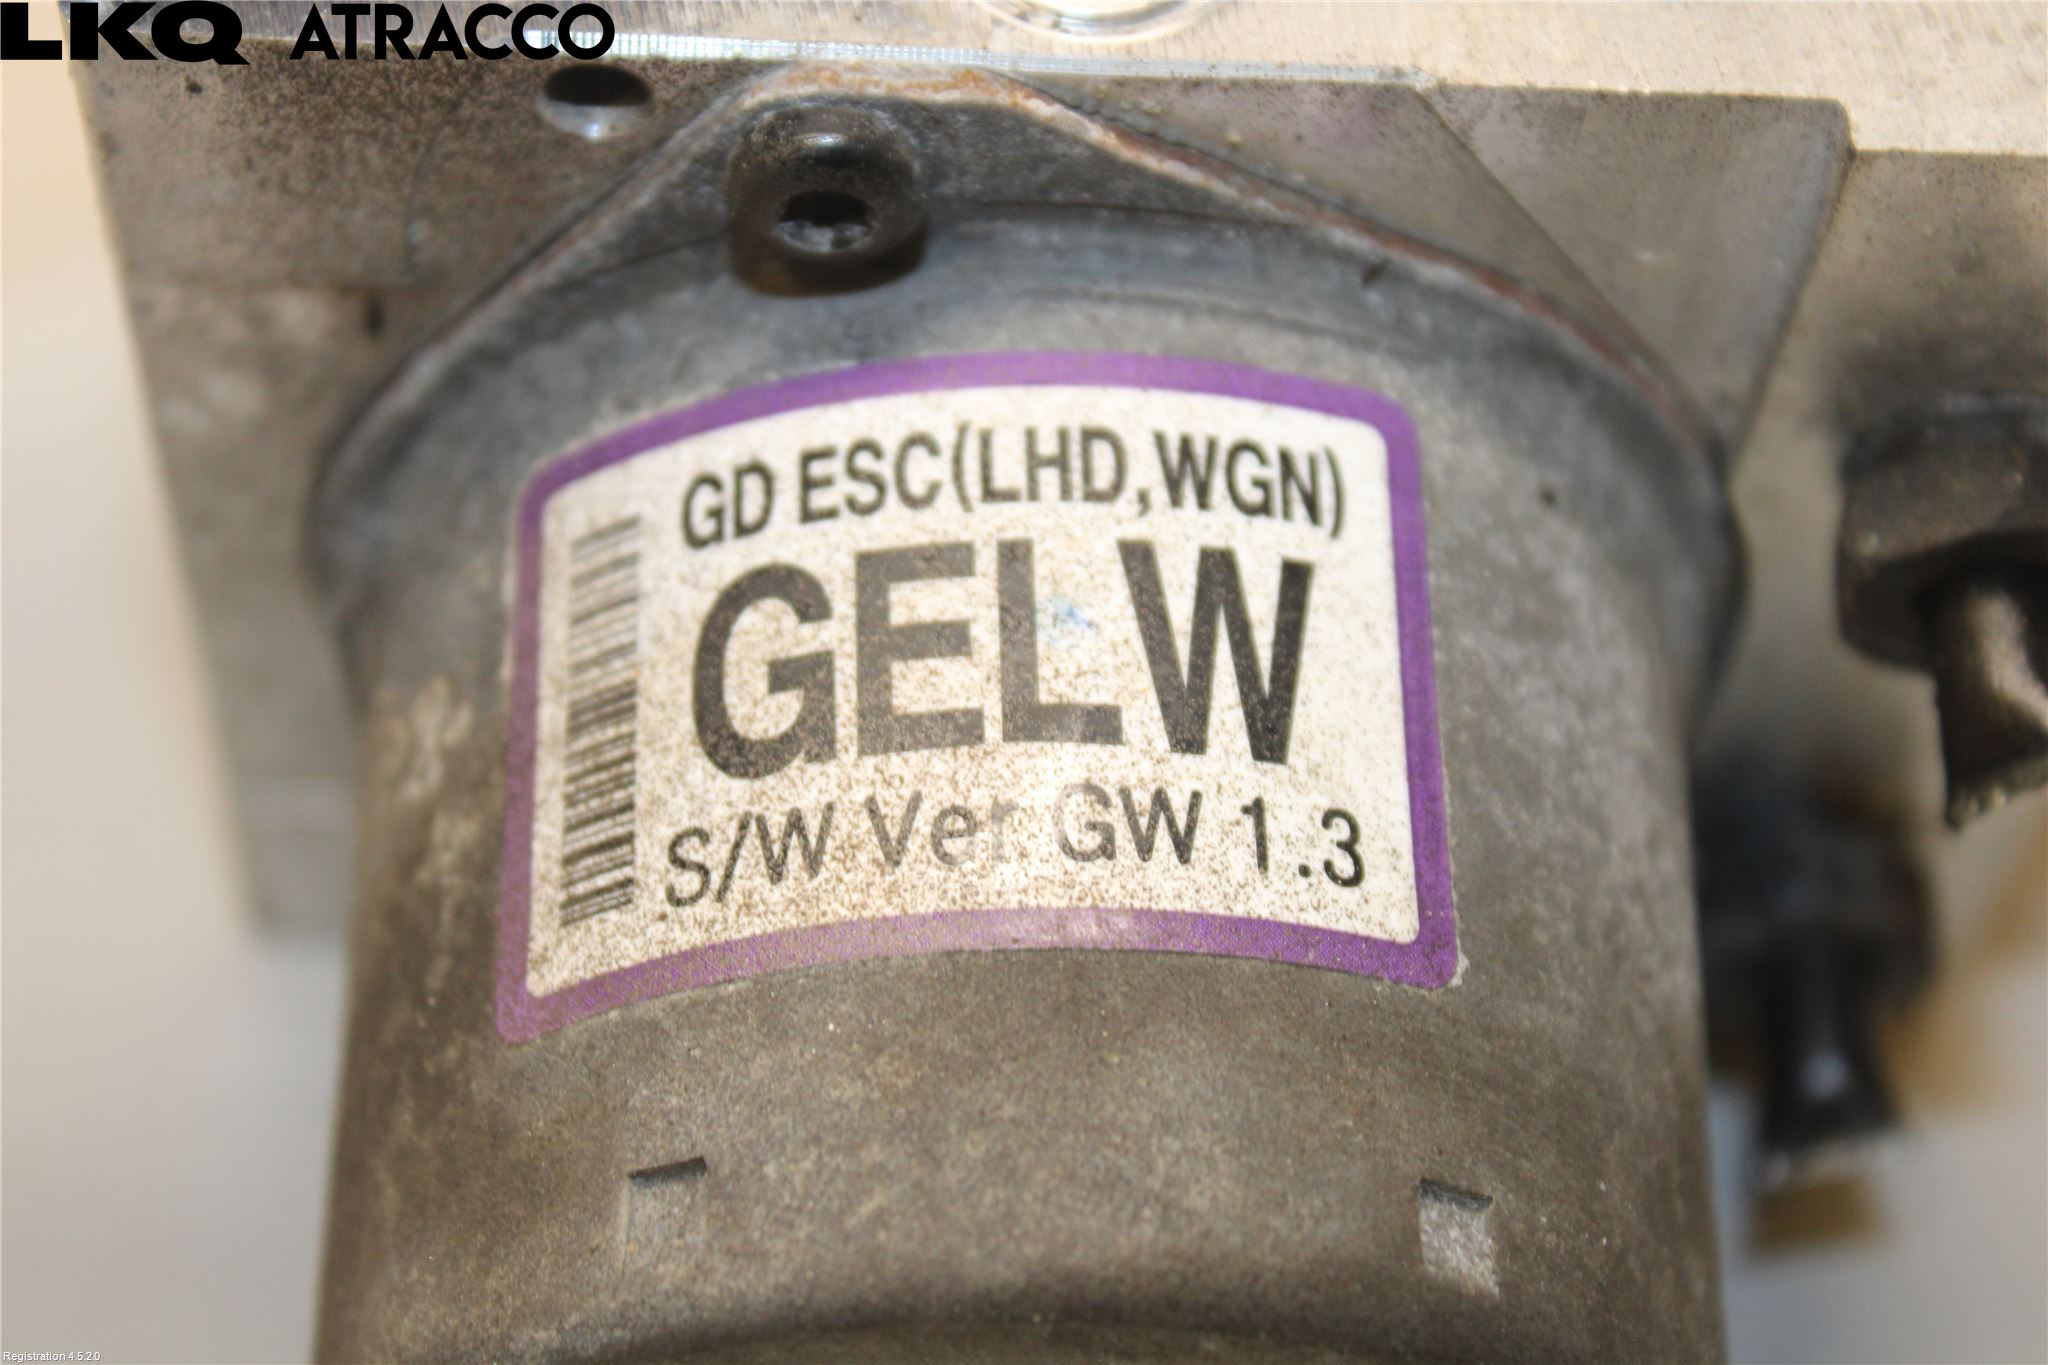 LKQ ATRACCO
GD ESC(LHD,WGN)
GELW
S/W Ver GW 1.3
Registration 4.5.2.0